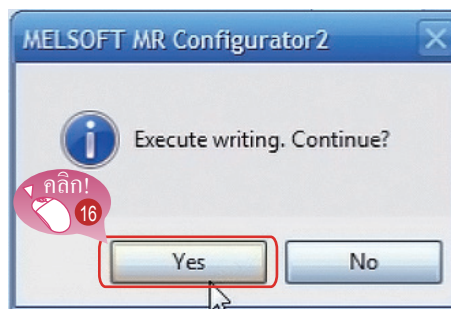 MELSOFT MR Configurator2
Execute writing. Continue?
คลิก!
16
Yes
No